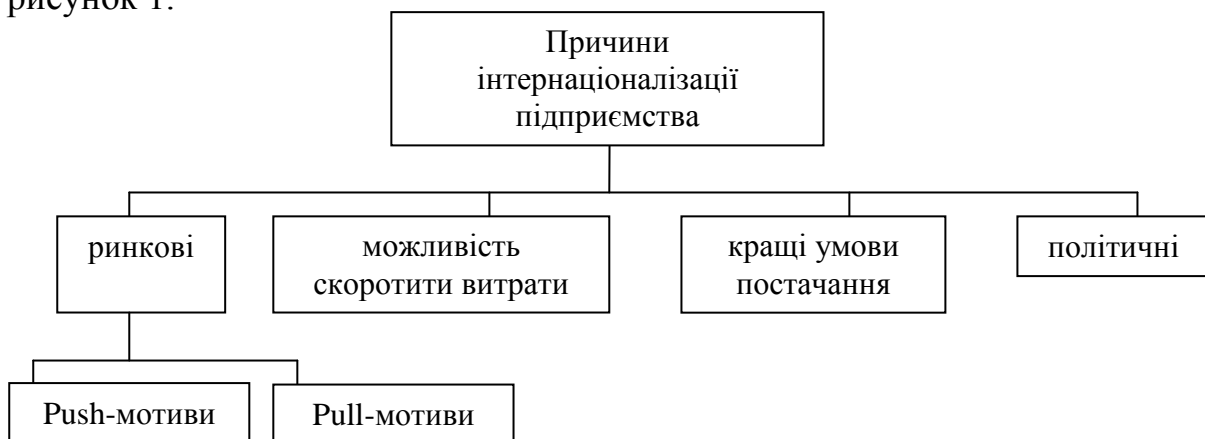 рисунок 1.
Причини
інтернаціоналізації
підприємства
ринкові
можливість
скоротити витрати
кращі умови
постачання
політичні
Push-мотиви
Pull-мотиви